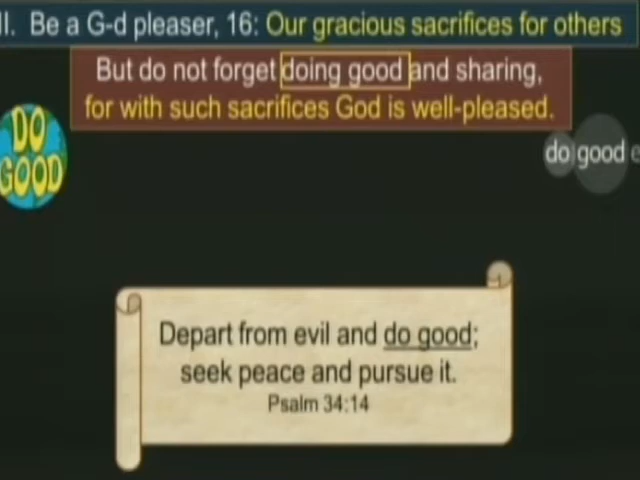 II. Be a G-d pleaser, 16: Our gracious sacrifices for others
But do not forget doing good and sharing,
for with such sacrifices God is well-pleased.
DO
GOOD
do good
Depart from evil and do good;
seek peace and pursue it.
Psalm 34:14